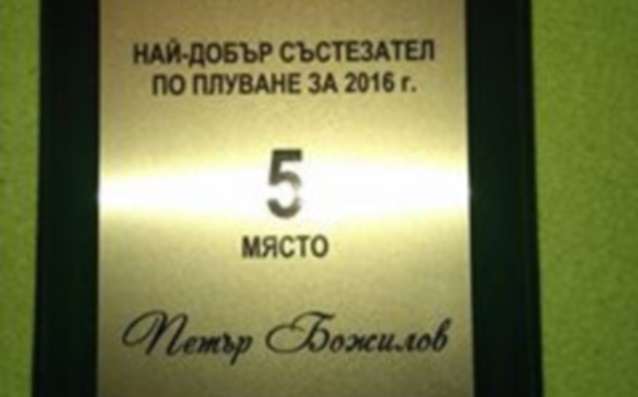 НАЙ-ДОБЪР СЪСТЕЗАТЕЛ
ПО ПЛУВАНЕ ЗА 2016 г.
5
МЯСТО
Петър Божилов